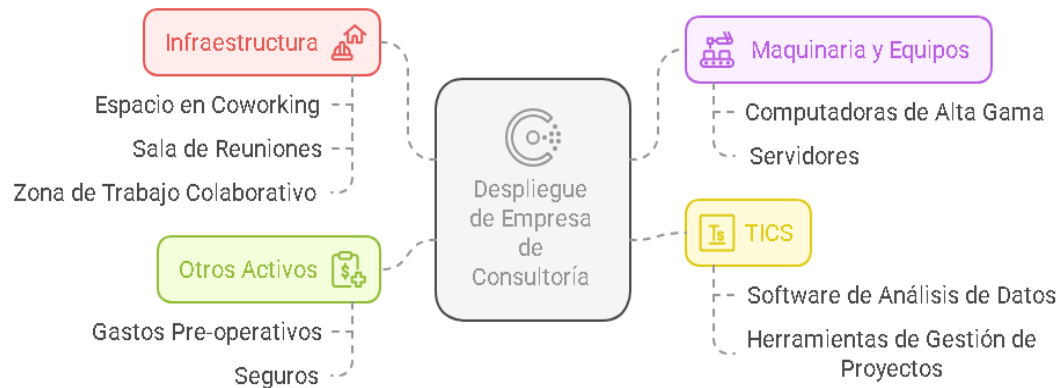 Infraestructura
Espacio en Coworking
Sala de Reuniones
Zona de Trabajo Colaborativo
Otros Activos
Gastos Pre-operativos
Seguros
Despliegue
de Empresa
de
Consultoría
Maquinaria y Equipos
Computadoras de Alta Gama
Servidores
Ts
TICS
Software de Análisis de Datos
Herramientas de Gestión de
Proyectos